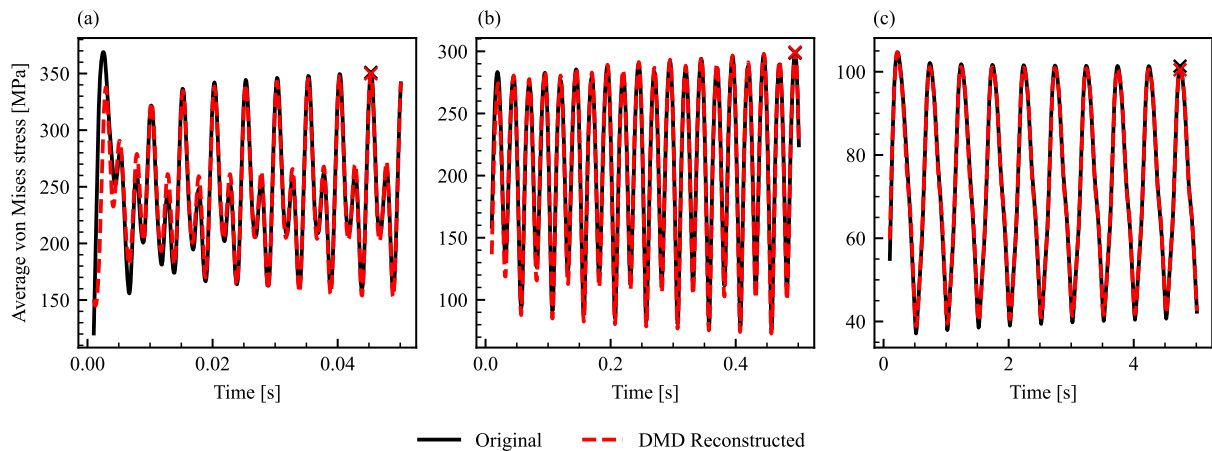 (a)
(b)
(c)
Average von Mises stress [MPa]
350
300
250
200
150
0.00
0.02
0.04
Time [s]
300
250
200
150
100
0.0
0.2
0.4
Time [s]
100
80
60
40
0
2
4
Time [s]
Original
DMD Reconstructed